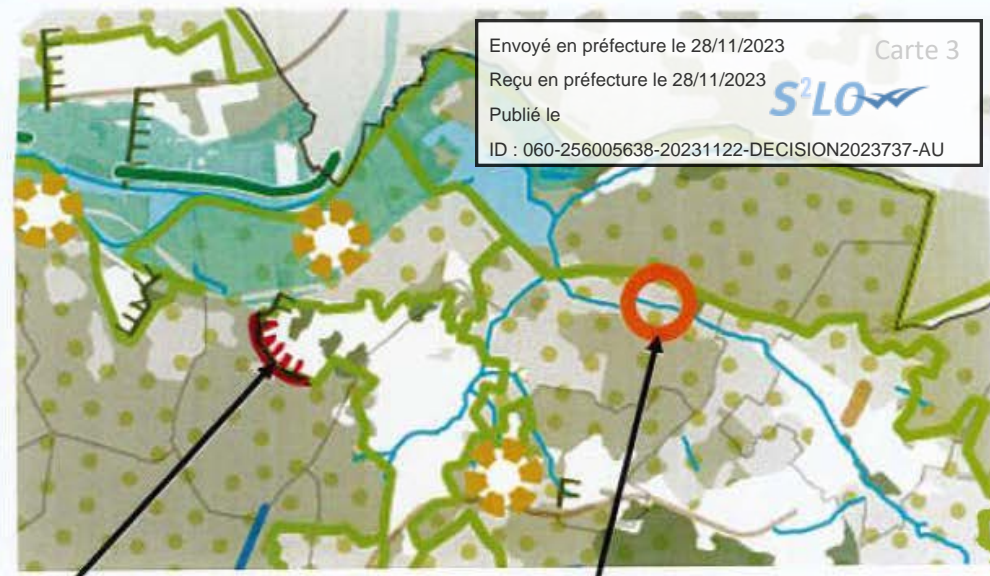 Envoyé en préfecture le 28/11/2023
Carte 3
Reçu en préfecture le 28/11/2023
S²LO
Publié le
ID : 060-256005638-20231122-DECISION2023737-AU